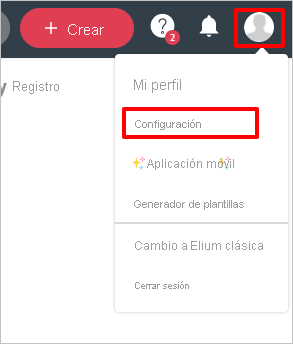 + Crear
2
y Registro
Mi perfil
Configuración
Aplicación móvil
Generador de plantillas
Cambio a Elium clásica
Cerrar sesión